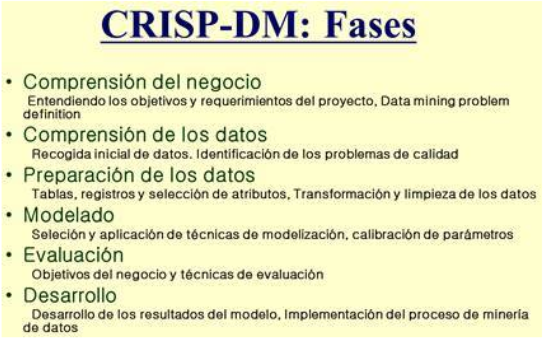 CRISP-DM: Fases
• Comprensión del negocio
Entendiendo los objetivos y requerimientos del proyecto, Data mining problem
definition
• Comprensión de los datos
Recogida inicial de datos. Identificación de los problemas de calidad
• Preparación de los datos
Tablas, registros y selección de atributos, Transformación y limpieza de los datos
• Modelado
Seleción y aplicación de técnicas de modelización, calibración de parámetros
• Evaluación
Objetivos del negocio y técnicas de evaluación
• Desarrollo
Desarrollo de los resultados del modelo, Implementación del proceso de minería
de datos